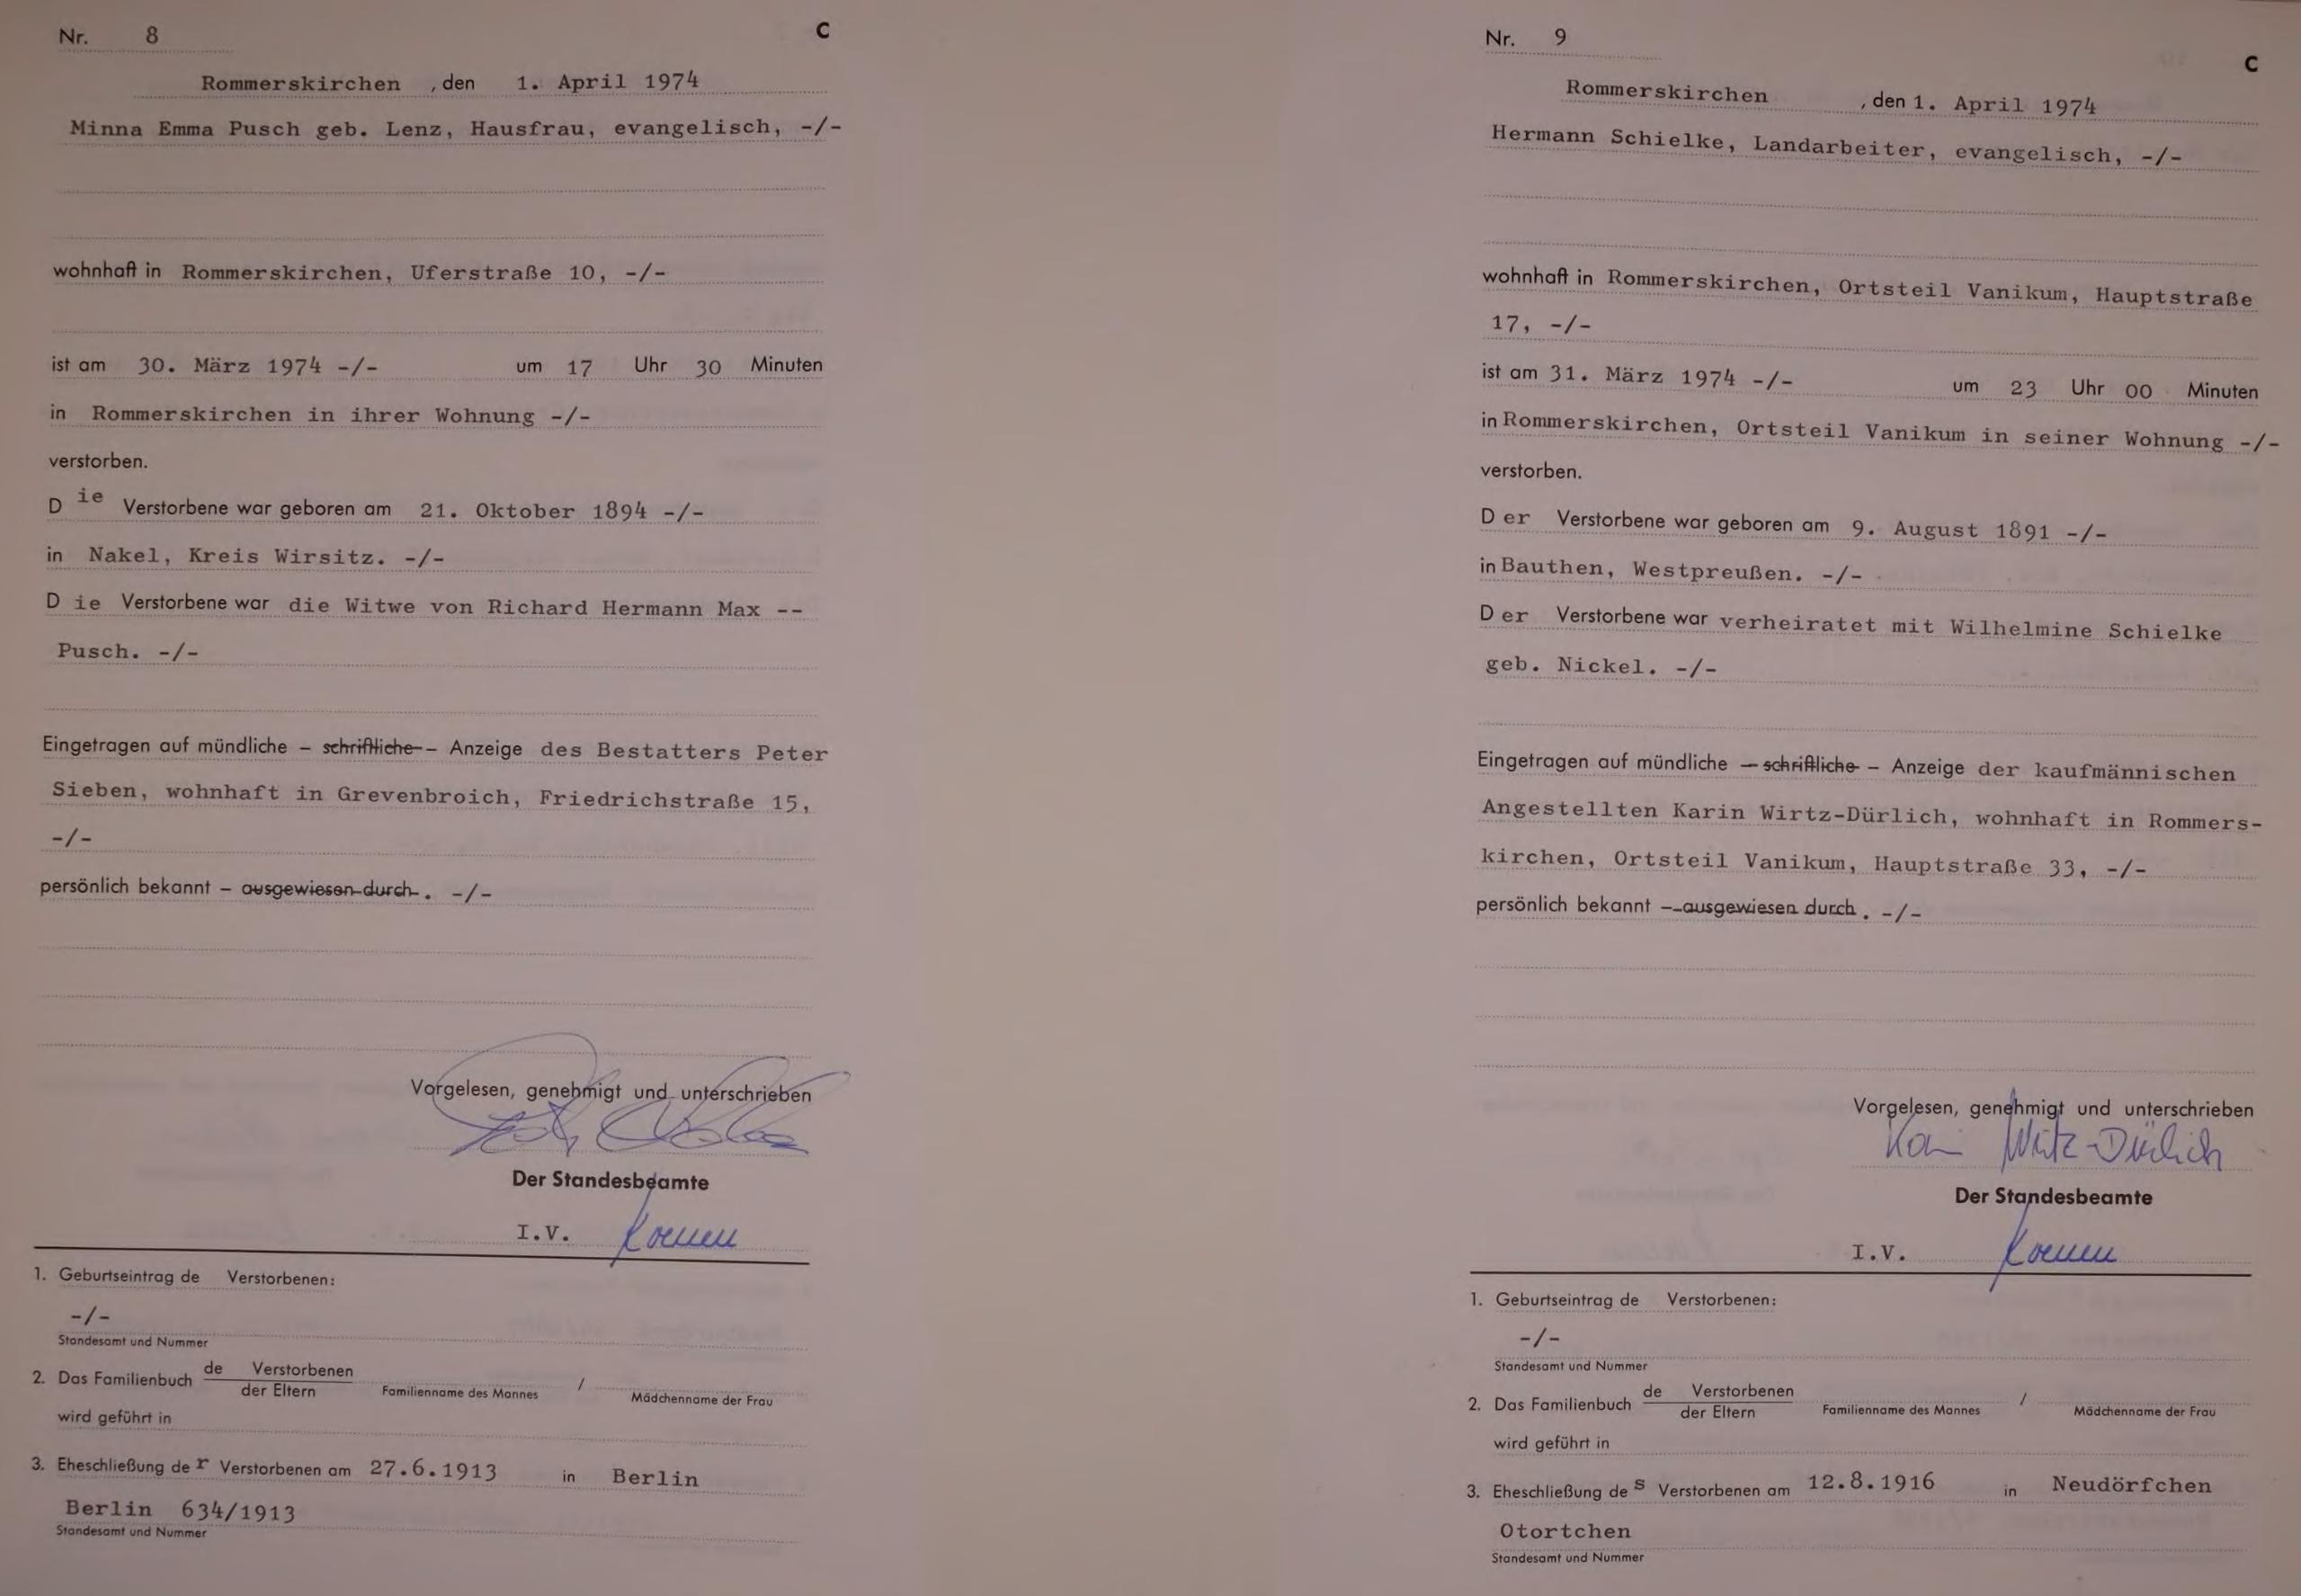 Nr. 8
C
Rommerskirchen , den 1. April 1974
Minna Emma Pusch geb. Lenz, Hausfrau, evangelisch, -/-
wohnhaft in Rommerskirchen, Uferstraße 10, -/-
ist am 30. März 1974 -/- um 17 Uhr 30 Minuten
in Rommerskirchen in ihrer Wohnung -/-
verstorben.
D ie Verstorbene war geboren am 21. Oktober 1894 -/-
in Nakel, Kreis Wirsitz. -/-
D ie Verstorbene war die Witwe von Richard Hermann Max --
Pusch. -/-
Eingetragen auf mündliche – schriftliche – Anzeige des Bestatters Peter
Sieben, wohnhaft in Grevenbroich, Friedrichstraße 15,
-/-
persönlich bekannt – ausgewiesen durch . -/-
Vorgelesen, genehmigt und unterschrieben
Der Standesbeamte
I.V. Koenen
1. Geburtseintrag de Verstorbenen:
-/-
Standesamt und Nummer
2. Das Familienbuch de Verstorbenen
der Eltern Familienname des Mannes / Mädchenname der Frau
wird geführt in
3. Eheschließung de r Verstorbenen am 27.6.1913 in Berlin
Berlin 634/1913
Standesamt und Nummer
Nr. 9
C
Rommerskirchen , den 1. April 1974
Hermann Schielke, Landarbeiter, evangelisch, -/-
wohnhaft in Rommerskirchen, Ortsteil Vanikum, Hauptstraße
17, -/-
ist am 31. März 1974 -/- um 23 Uhr 00 Minuten
in Rommerskirchen, Ortsteil Vanikum in seiner Wohnung -/-
verstorben.
D er Verstorbene war geboren am 9. August 1891 -/-
in Bauthen, Westpreußen. -/-
D er Verstorbene war verheiratet mit Wilhelmine Schielke
geb. Nickel. -/-
Eingetragen auf mündliche – schriftliche – Anzeige der kaufmännischen
Angestellten Karin Wirtz-Dürlich, wohnhaft in Rommers-
kirchen, Ortsteil Vanikum, Hauptstraße 33, -/-
persönlich bekannt – ausgewiesen durch . -/-
Vorgelesen, genehmigt und unterschrieben
Karin Wirtz-Dürlich
Der Standesbeamte
I.V. Koenen
1. Geburtseintrag de Verstorbenen:
-/-
Standesamt und Nummer
2. Das Familienbuch de Verstorbenen
der Eltern Familienname des Mannes / Mädchenname der Frau
wird geführt in
3. Eheschließung de s Verstorbenen am 12.8.1916 in Neudörfchen
Otortchen
Standesamt und Nummer